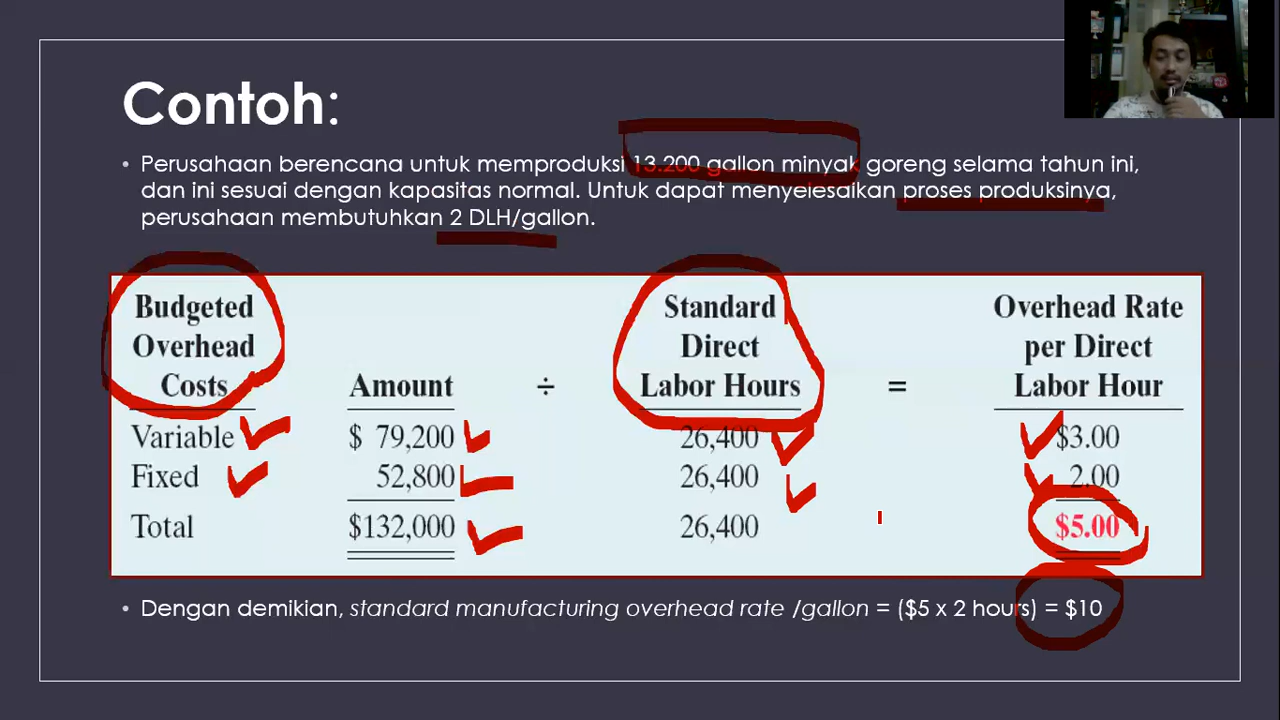 Contoh:
• Perusahaan berencana untuk memproduksi 13.200 gallon minyak goreng selama tahun ini,
dan ini sesuai dengan kapasitas normal. Untuk dapat menyelesaikan proses produksinya,
perusahaan membutuhkan 2 DLH/gallon.
Budgeted Standard Overhead Rate
Overhead Direct per Direct
Costs Amount ÷ Labor Hours = Labor Hour
Variable $ 79,200 26,400 $3.00
Fixed 52,800 26,400 2.00
Total $132,000 26,400 $5.00
• Dengan demikian, standard manufacturing overhead rate /gallon = ($5 x 2 hours) = $10